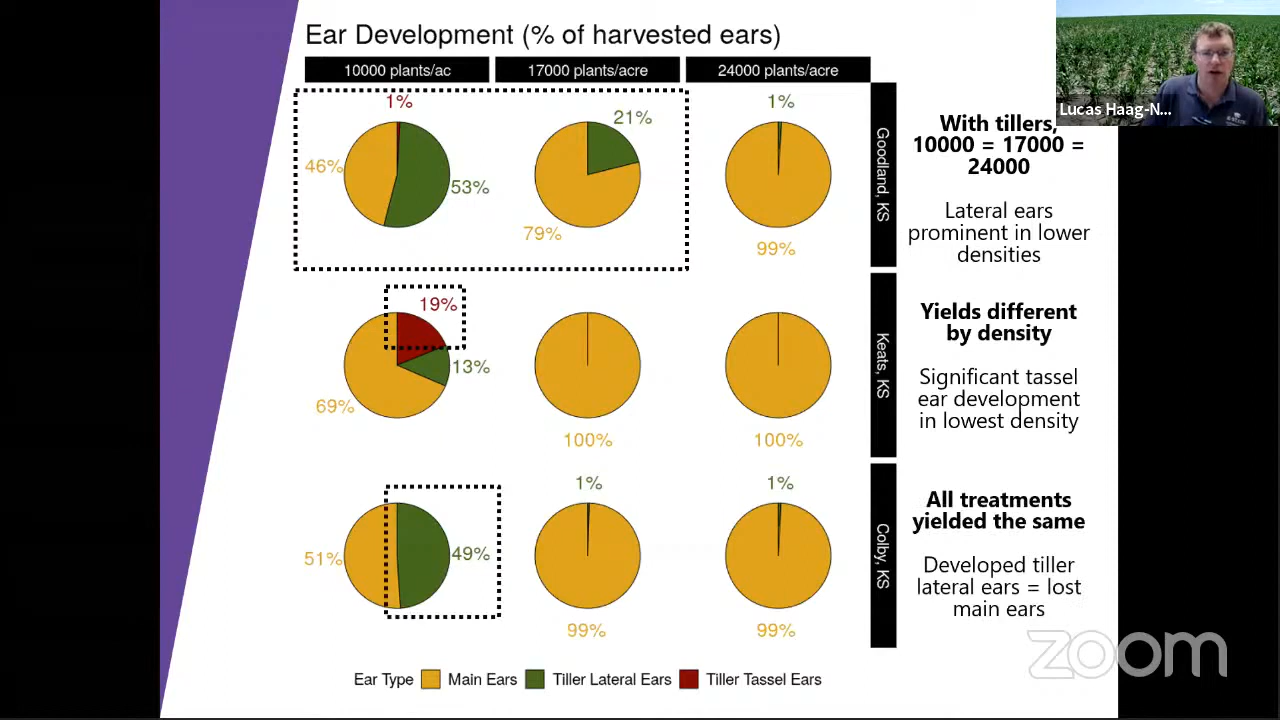 Ear Development (% of harvested ears)
10000 plants/ac
17000 plants/acre
24000 plants/acre
1%
46%
53%
21%
79%
1%
99%
Goodland, KS
With tillers,
10000 = 17000 =
24000
Lateral ears
prominent in lower
densities
Lucas Haag-N...
19%
13%
69%
100%
100%
Keats, KS
Yields different
by density
Significant tassel
ear development
in lowest density
51%
49%
1%
99%
1%
99%
Colby, KS
All treatments
yielded the same
Developed tiller
lateral ears = lost
main ears
zoom
Ear Type Main Ears Tiller Lateral Ears Tiller Tassel Ears